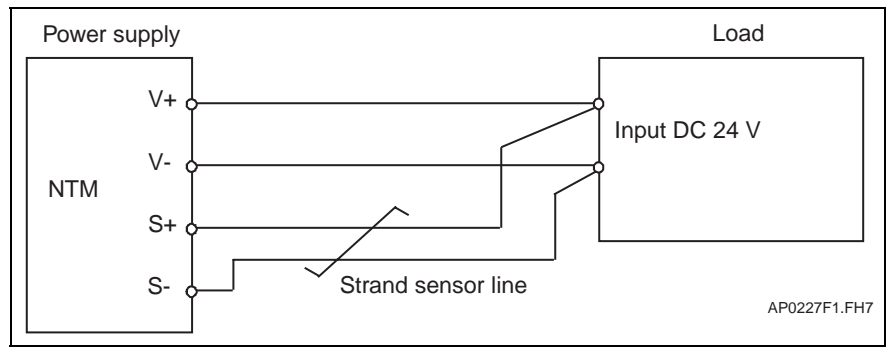 Power supply
Load
V+
Input DC 24 V
V-
NTM
S+
S-
Strand sensor line
AP0227F1.FH7